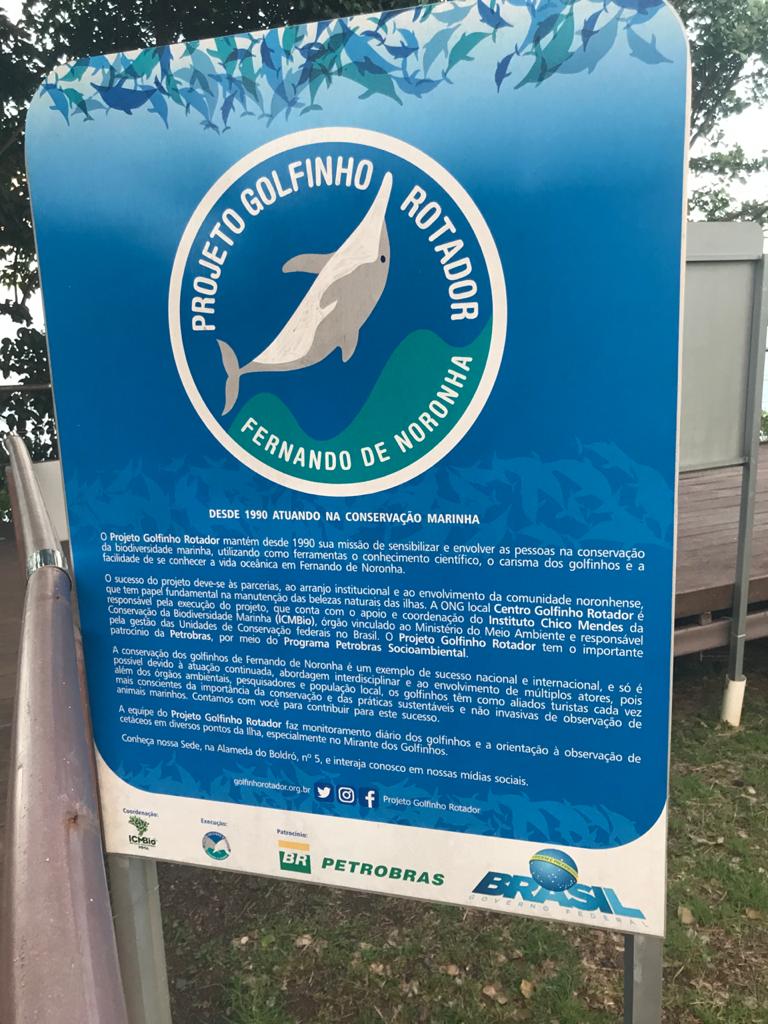 PROJETO GOLFINHO ROTADOR
FERNANDO DE NORONHA
DESDE 1990 ATUANDO NA CONSERVAÇÃO MARINHA
O Projeto Golfinho Rotador mantém desde 1990 sua missão de sensibilizar e envolver as pessoas na conservação
da biodiversidade marinha, utilizando como ferramentas o conhecimento científico, o carisma dos golfinhos e a
facilidade de se conhecer a vida oceânica em Fernando de Noronha.
O sucesso do projeto deve-se às parcerias, ao arranjo institucional e ao envolvimento da comunidade noronhense,
que tem papel fundamental na manutenção das belezas naturais das ilhas. A ONG local Centro Golfinho Rotador é
responsável pela execução do projeto, que conta com o apoio e coordenação do Instituto Chico Mendes da
Conservação da Biodiversidade Marinha (ICMBio), órgão vinculado ao Ministério do Meio Ambiente e responsável
pela gestão das Unidades de Conservação federais no Brasil. O Projeto Golfinho Rotador tem o importante
patrocínio da Petrobras, por meio do Programa Petrobras Socioambiental.
A conservação dos golfinhos de Fernando de Noronha é um exemplo de sucesso nacional e internacional, e só é
possível devido à atuação continuada, abordagem interdisciplinar e ao envolvimento de múltiplos atores, pois
além dos órgãos ambientais, pesquisadores e população local, os golfinhos têm como aliados turistas cada vez
mais conscientes da importância da conservação e das práticas sustentáveis e não invasivas de observação de
animais marinhos. Contamos com você para contribuir para este sucesso.
A equipe do Projeto Golfinho Rotador faz monitoramento diário dos golfinhos e a orientação à observação de
cetáceos em diversos pontos da Ilha, especialmente no Mirante dos Golfinhos.
Conheça nossa Sede, na Alameda do Boldró, nº 5, e interaja conosco em nossas mídias sociais.
golfinhorotador.org.br Projeto Golfinho Rotador
Coordenação: Execução: Patrocínio:
ICMBio
BR PETROBRAS
BRASIL
GOVERNO FEDERAL